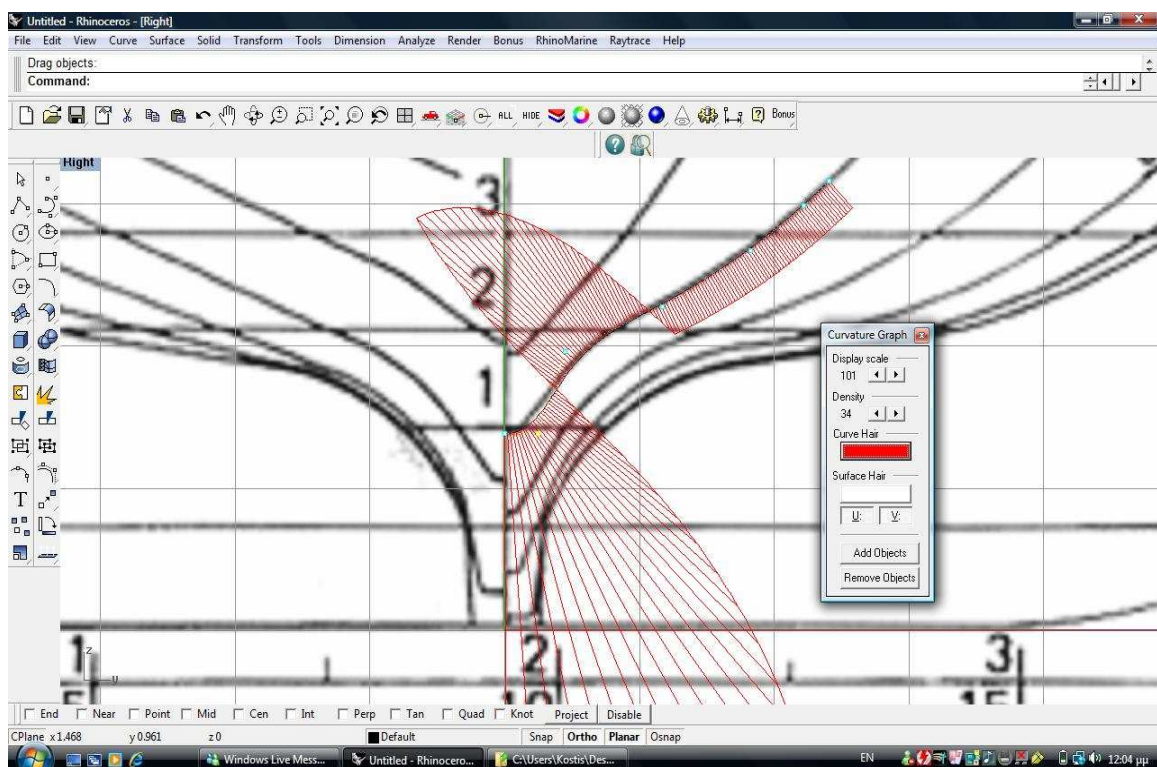 Untitled - Rhinoceros - [Right]
File Edit View Curve Surface Solid Transform Tools Dimension Analyze Render Bonus RhinoMarine Raytrace Help
Drag objects:
Command:
ALL HIDE Bonus
Right
3
2
1
T
Curvature Graph
Display scale
101
Density
34
Curve Hair
Surface Hair
U: V:
Add Objects
Remove Objects
1 2 3
15
z
End Near Point Mid Cen Int Perp Tan Quad Knot Project Disable
CPlane x 1.468 y 0.961 z 0 Default Snap Ortho Planar Osnap
Windows Live Mess... Untitled - Rhinocero... C:\Users\Kostis\Des... EN 12:04 μμ